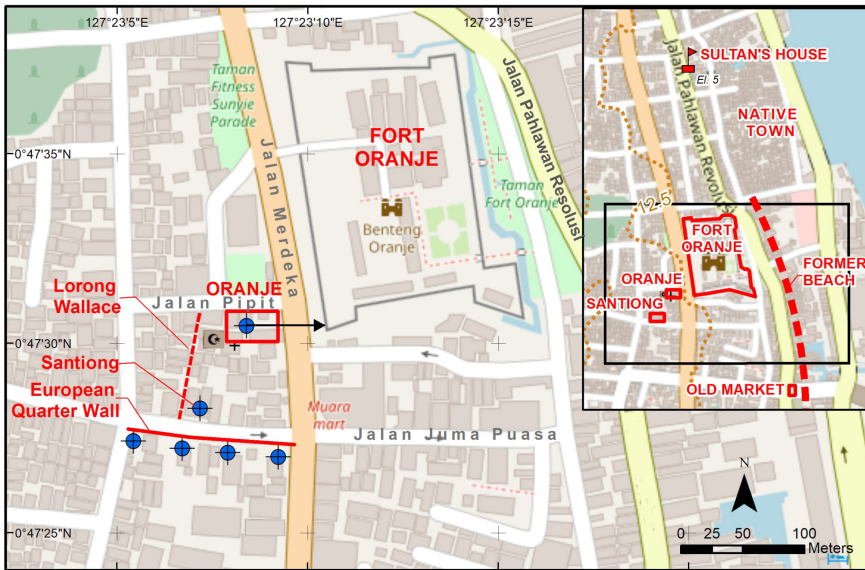 127°23'5"E
127°23'10"E
127°23'15"E
0°47'35"N
0°47'30"N
0°47'25"N
Taman
Fitness
Sunyie
Parade
Jalan Merdeka
FORT
ORANJE
Benteng
Oranje
Taman
Fort Oranje
Jalan Pahlawan Resolusi
Lorong
Wallace
Jalan Pipit
ORANJE
Santiong
European
Quarter Wall
Muara
mart
Jalan Juma Puasa
SULTAN'S HOUSE
El. 5
NATIVE
TOWN
Jalan Pahlawan Revolusi
12.5
FORT
ORANJE
FORMER
BEACH
ORANJE
SANTIONG
OLD MARKET
N
0 25 50 100
Meters